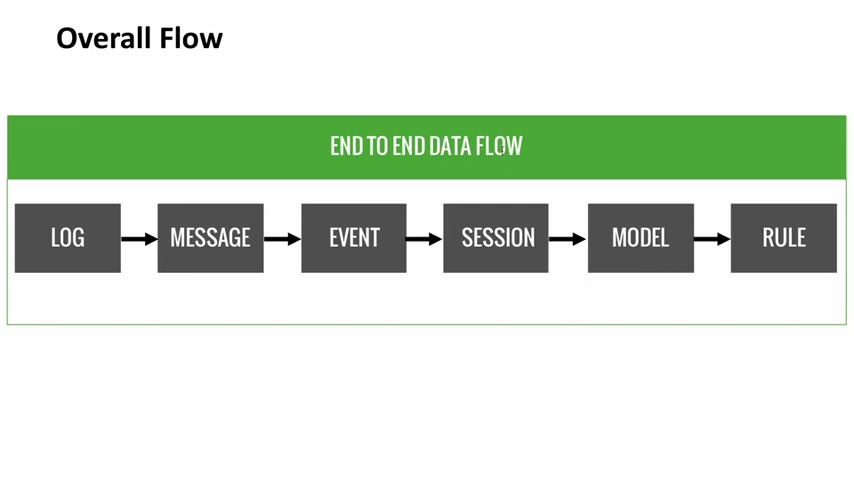 Overall Flow
END TO END DATA FLOW
LOG
MESSAGE
EVENT
SESSION
MODEL
RULE